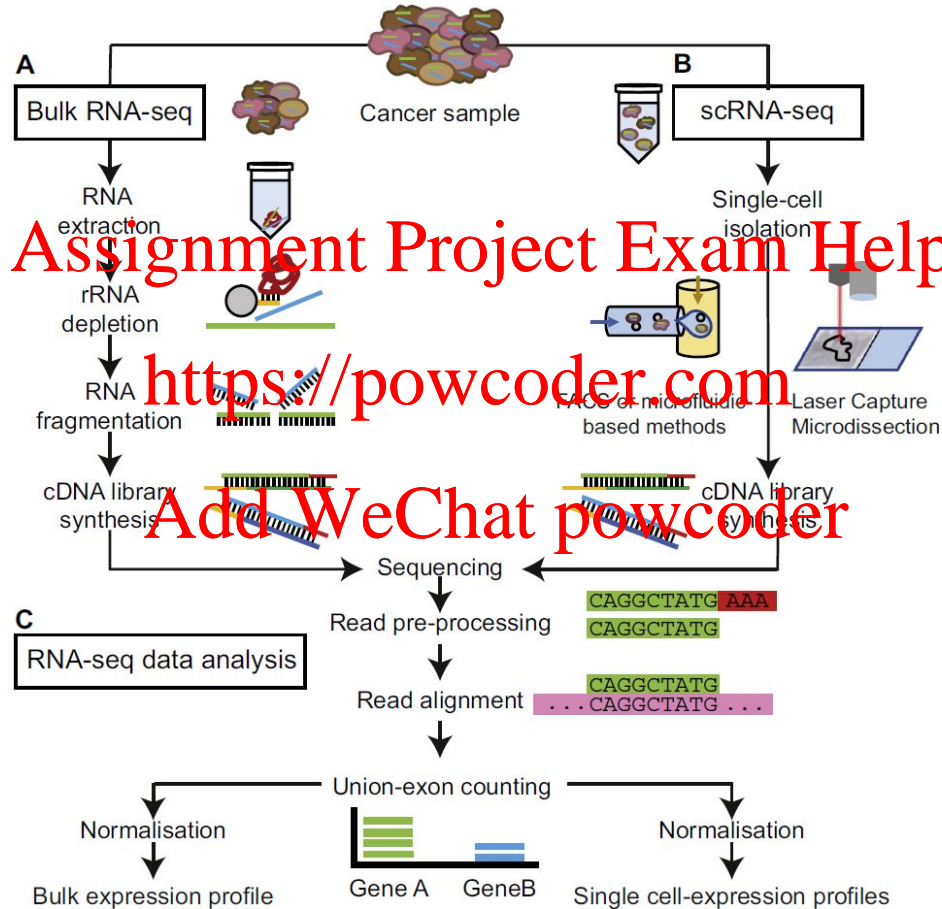 A
Bulk RNA-seq
Cancer sample
B
scRNA-seq
RNA
extraction
rRNA
depletion
RNA
fragmentation
cDNA library
synthesis
Single-cell
isolation
FACS or microfluidic
based methods
Laser Capture
Microdissection
cDNA library
synthesis
Assignment Project Exam Help
https://powcoder.com
Add WeChat powcoder
Sequencing
CAGGCTATG AAA
Read pre-processing
CAGGCTATG
C
RNA-seq data analysis
Read alignment
CAGGCTATG
...CAGGCTATG...
Union-exon counting
Normalisation
Normalisation
Gene A
GeneB
Bulk expression profile
Single cell-expression profiles